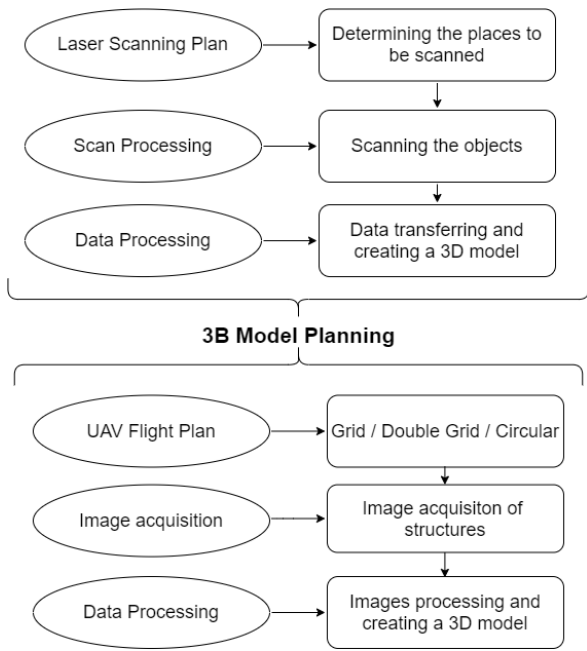 Laser Scanning Plan
Determining the places to
be scanned
Scan Processing
Scanning the objects
Data Processing
Data transferring and
creating a 3D model
3B Model Planning
UAV Flight Plan
Grid / Double Grid / Circular
Image acquisition
Image acquisiton of
structures
Data Processing
Images processing and
creating a 3D model